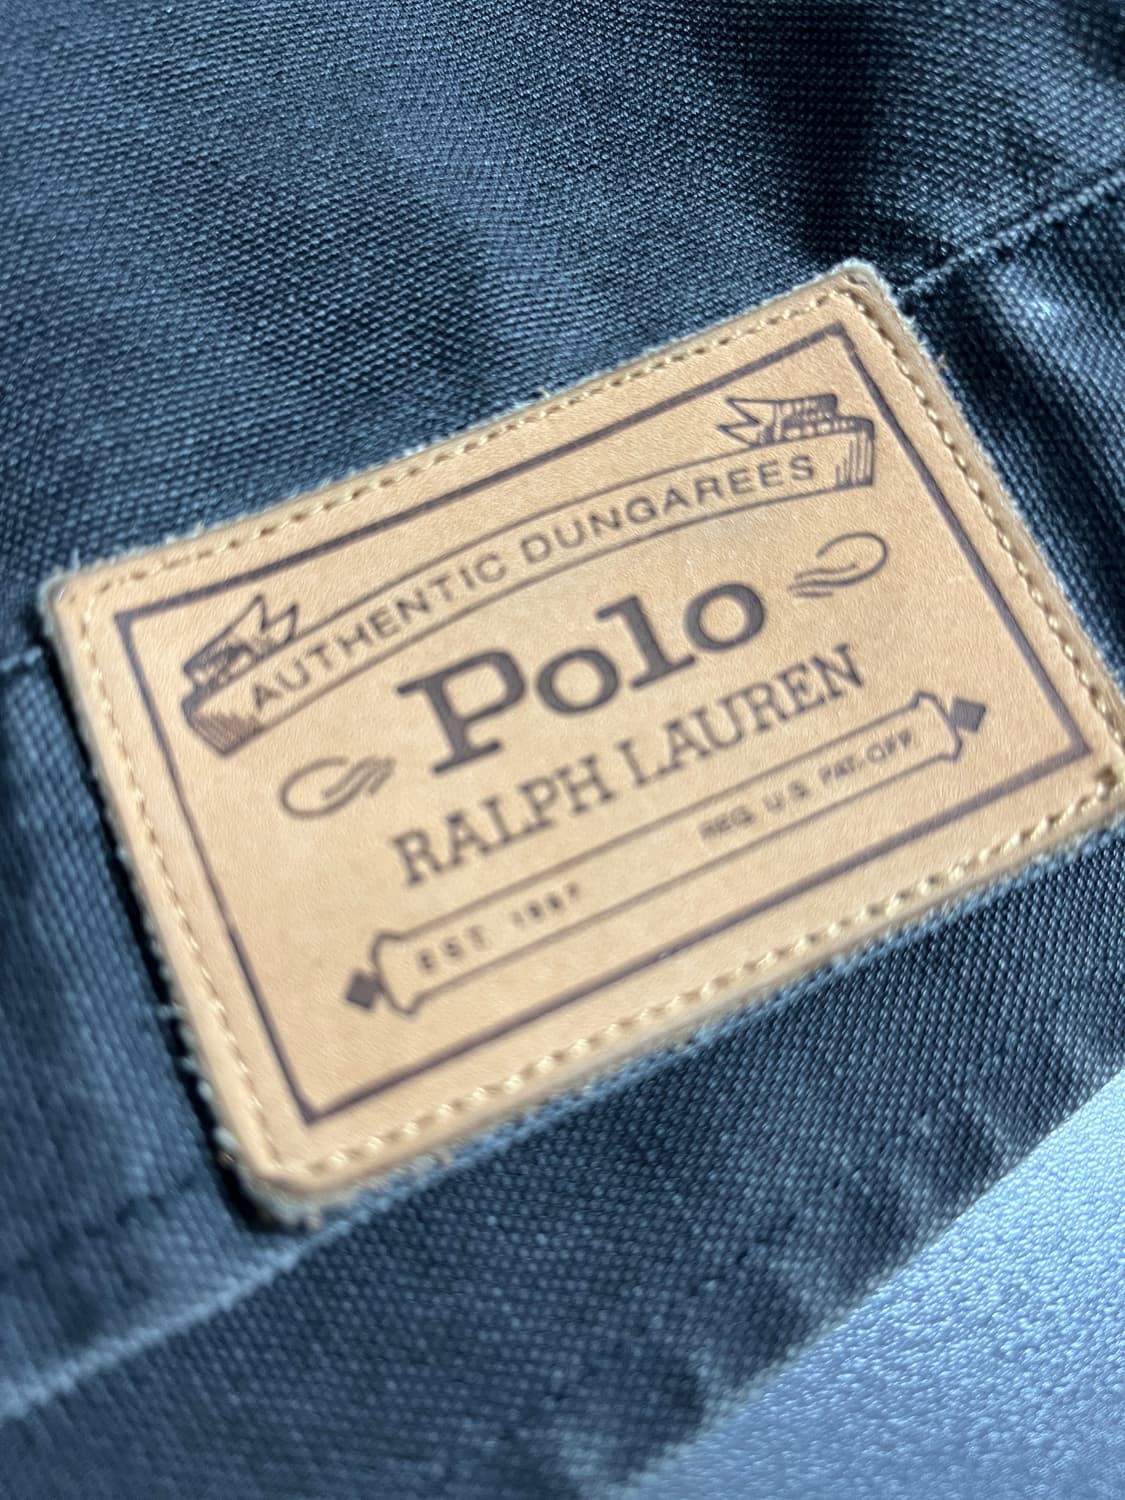 AUTHENTIC DUNGAREES
Polo
RALPH LAUREN
EST 1967 REG. U.S. PAT. OFF.